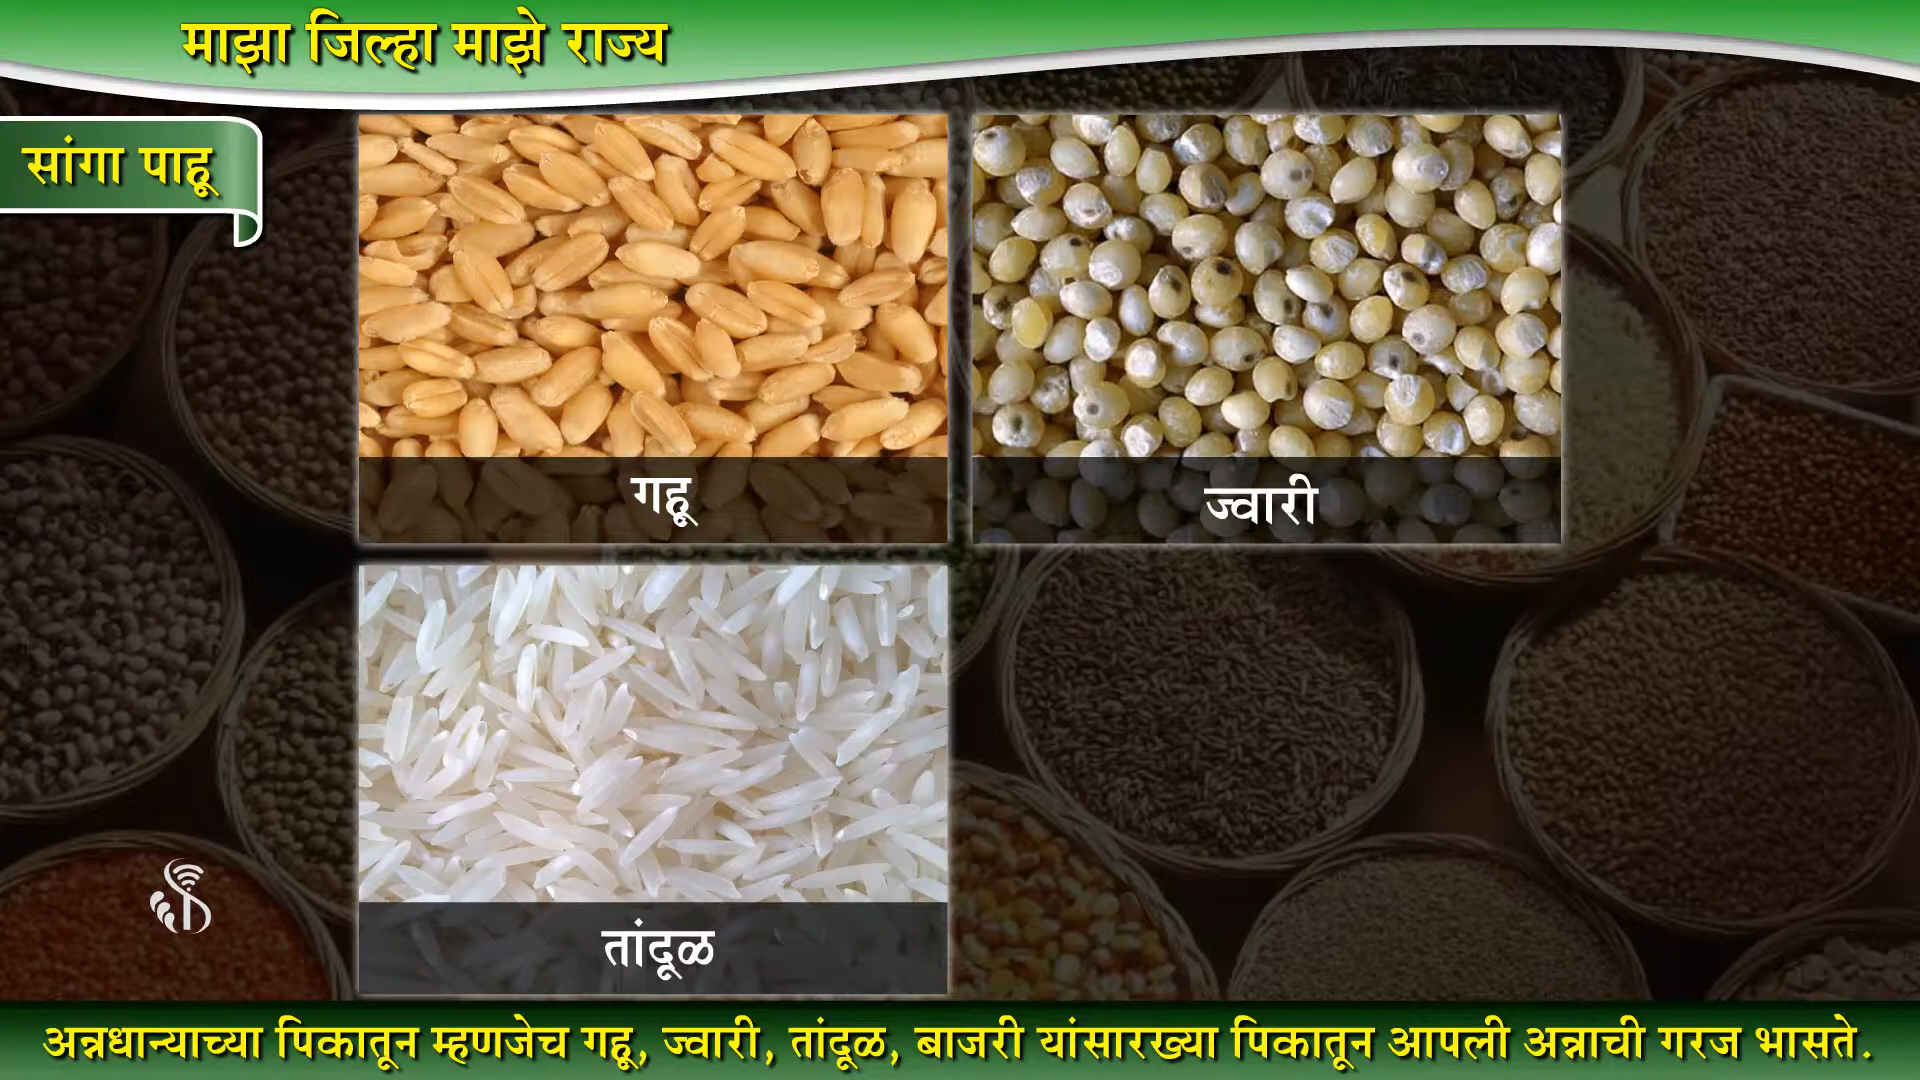 माझा जिल्हा माझे राज्य
सांगा पाहू
गहू
ज्वारी
तांदूळ
अन्नधान्याच्या पिकातून म्हणजेच गहू, ज्वारी, तांदूळ, बाजरी यांसारख्या पिकातून आपली अन्नाची गरज भासते.